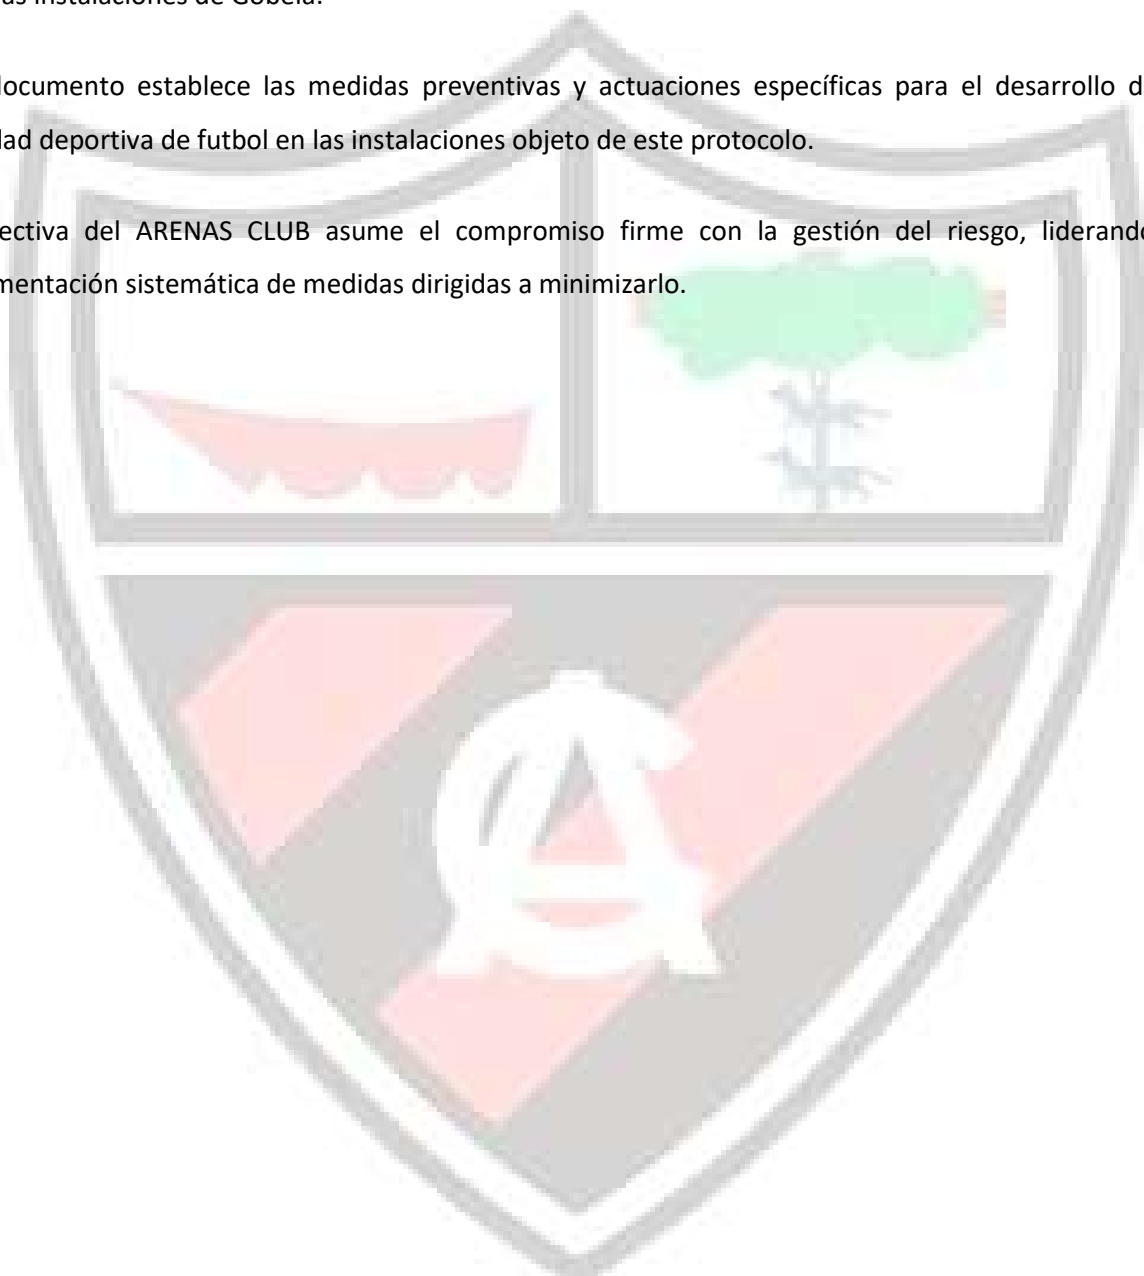 as instalaciones de Gobela.
documento establece las medidas preventivas y actuaciones específicas para el desarrollo d
dad deportiva de futbol en las instalaciones objeto de este protocolo.
ectiva del ARENAS CLUB asume el compromiso firme con la gestión del riesgo, liderando
mentación sistemática de medidas dirigidas a minimizarlo.
AC